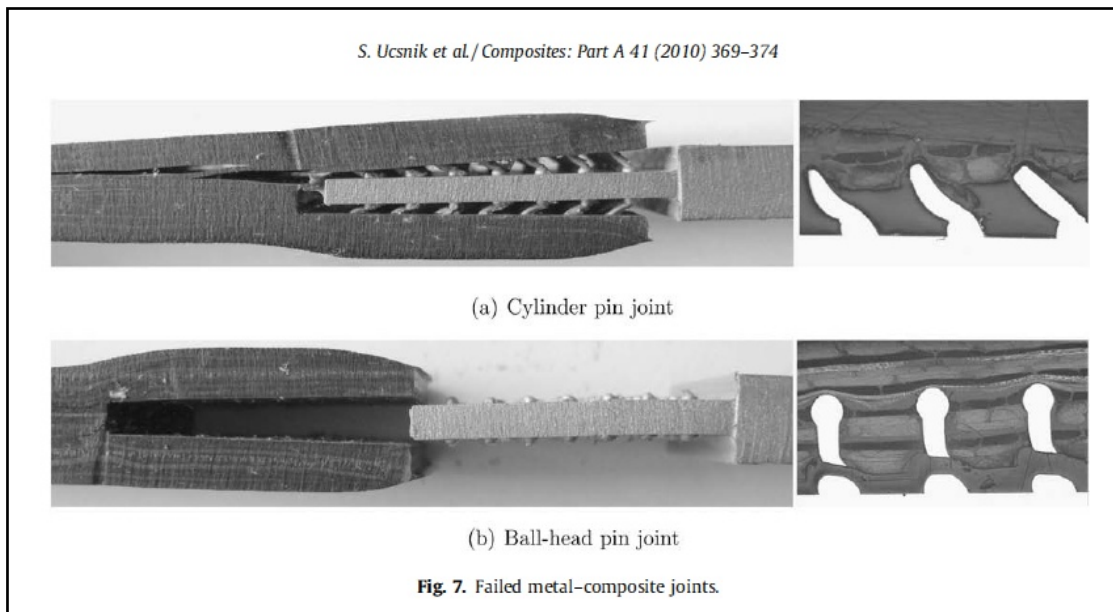 S. Ucsnik et al. / Composites: Part A 41 (2010) 369–374
(a) Cylinder pin joint
(b) Ball-head pin joint
Fig. 7. Failed metal–composite joints.